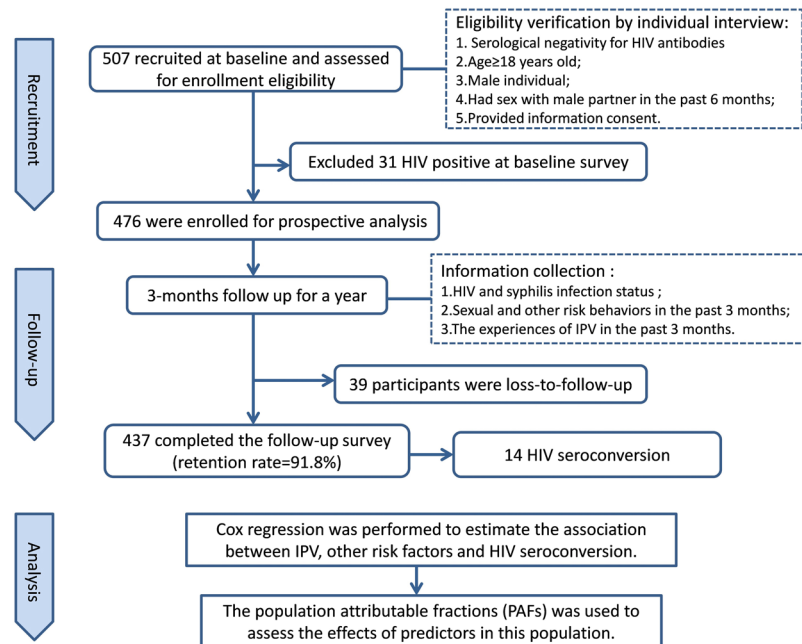 Recruitment
507 recruited at baseline and assessed
for enrollment eligibility
Eligibility verification by individual interview:
1. Serological negativity for HIV antibodies
2.Age≥18 years old;
3.Male individual;
4.Had sex with male partner in the past 6 months;
5.Provided information consent.
Excluded 31 HIV positive at baseline survey
476 were enrolled for prospective analysis
Follow-up
3-months follow up for a year
Information collection :
1.HIV and syphilis infection status ;
2.Sexual and other risk behaviors in the past 3 months;
3.The experiences of IPV in the past 3 months.
39 participants were loss-to-follow-up
437 completed the follow-up survey
(retention rate=91.8%)
14 HIV seroconversion
Analysis
Cox regression was performed to estimate the association
between IPV, other risk factors and HIV seroconversion.
The population attributable fractions (PAFs) was used to
assess the effects of predictors in this population.